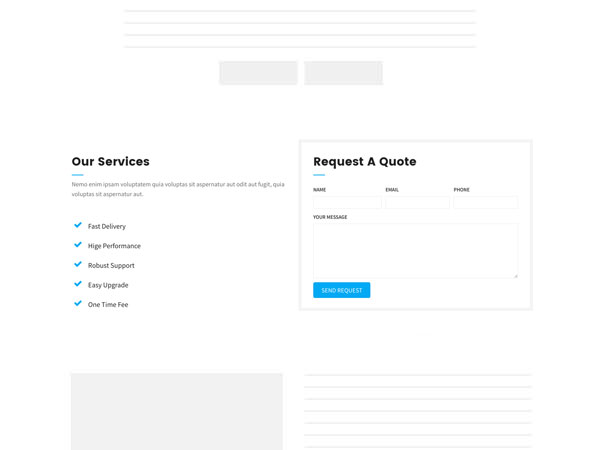 Our Services
Nemo enim ipsam voluptatem quia voluptas sit aspernatur aut odit aut fugit, quia
voluptas sit aspernatur aut.
Fast Delivery
Hige Performance
Robust Support
Easy Upgrade
One Time Fee
Request A Quote
NAME EMAIL PHONE
YOUR MESSAGE
SEND REQUEST